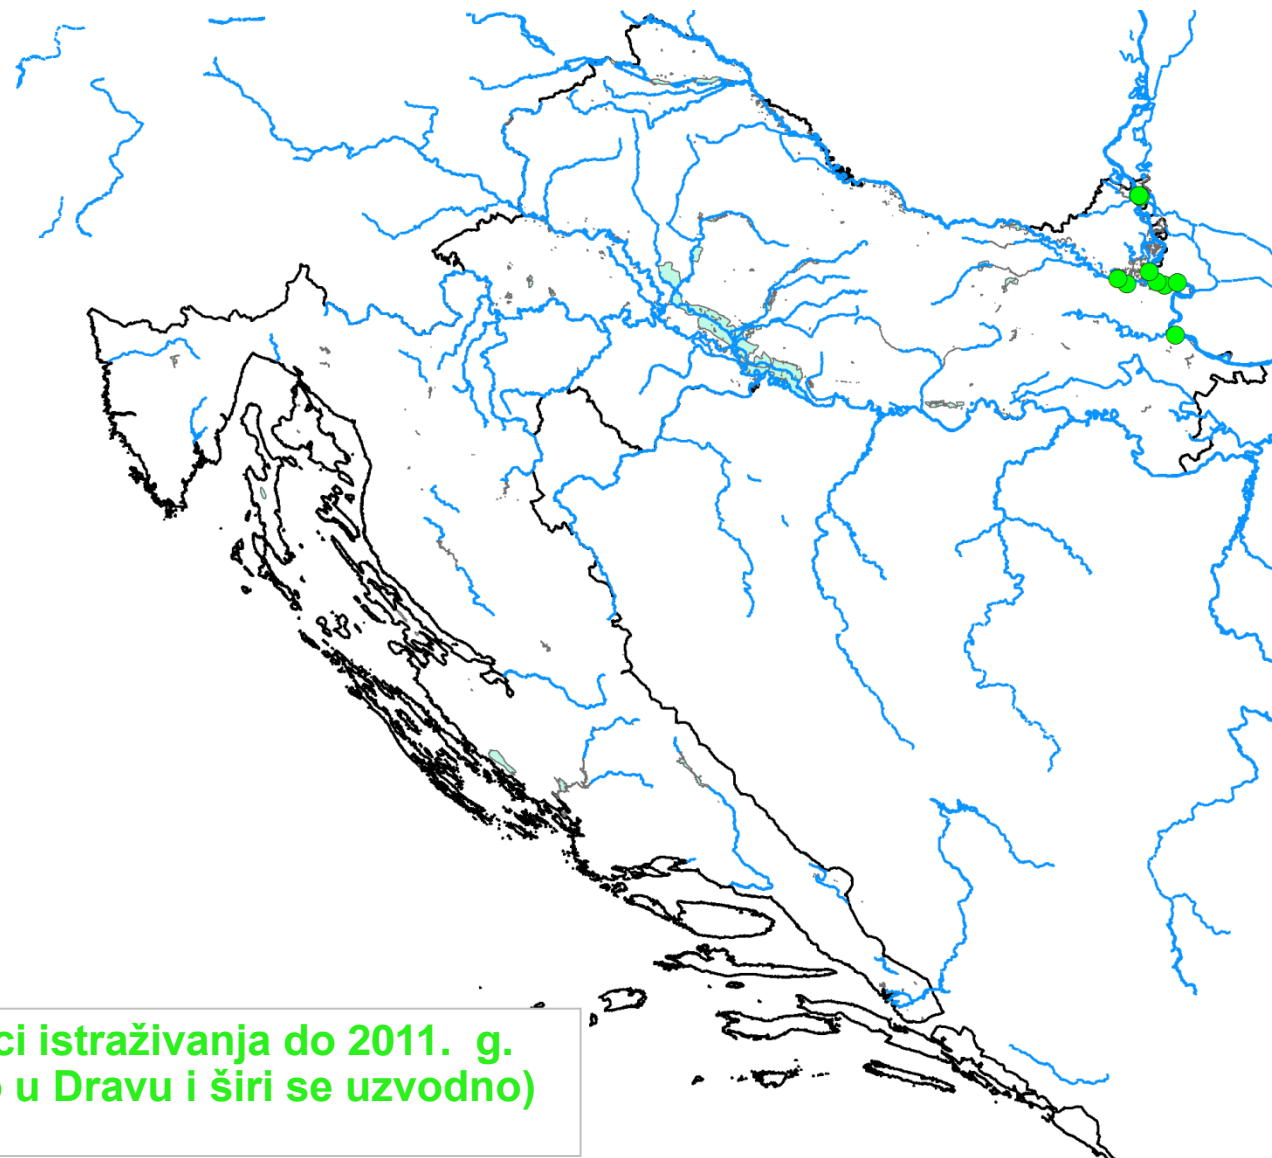 ci istraživanja do 2011. g.
u Dravu i širi se uzvodno)